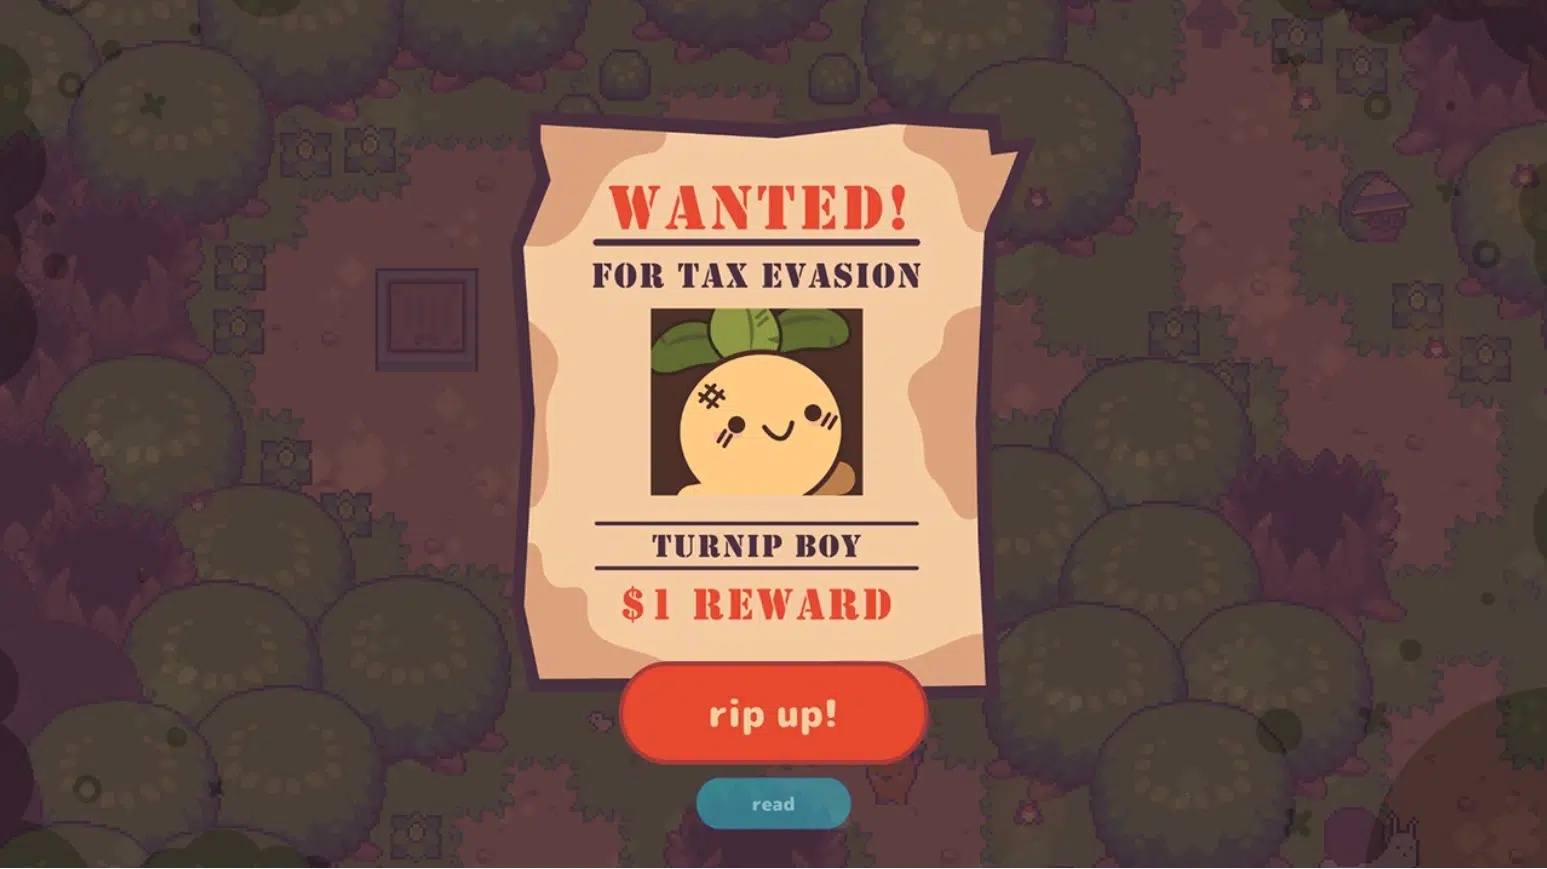 WANTED!
FOR TAX EVASION
TURNIP BOY
$1 REWARD
rip up!
read